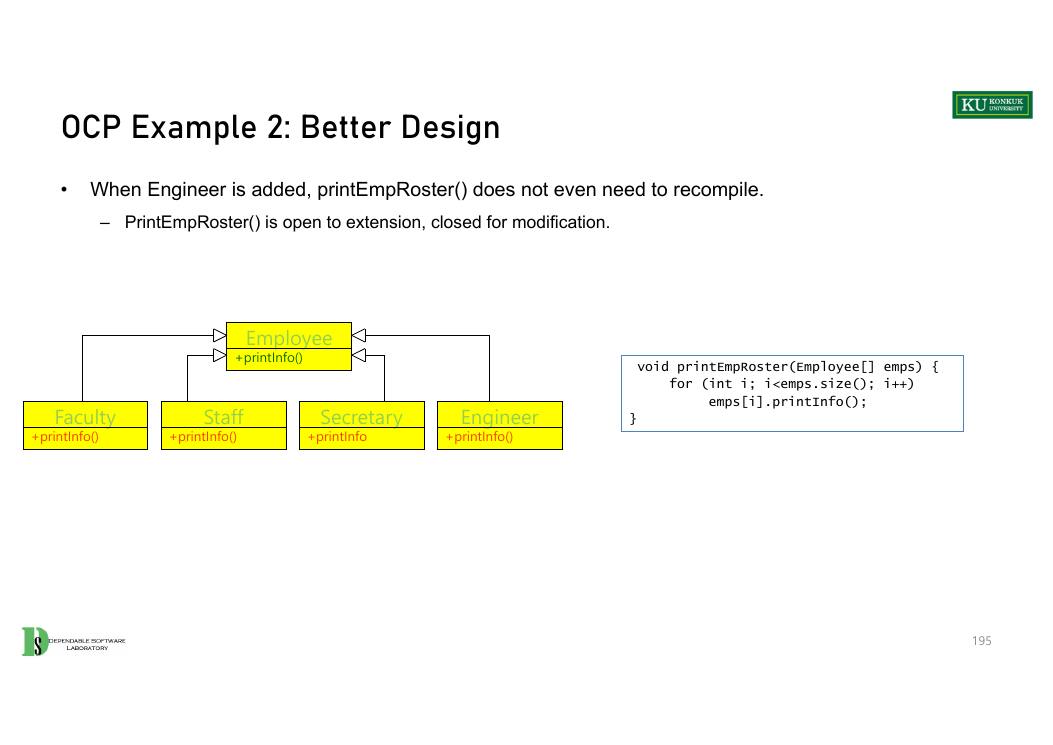 KU KONKUK
UNIVERSITY
OCP Example 2: Better Design
• When Engineer is added, printEmpRoster() does not even need to recompile.
– PrintEmpRoster() is open to extension, closed for modification.
Employee
+printInfo()
Faculty
+printInfo()
Staff
+printInfo()
Secretary
+printInfo
Engineer
+printInfo()
void printEmpRoster(Employee[] emps) {
for (int i; i<emps.size(); i++)
emps[i].printInfo();
}
DS DEPENDABLE SOFTWARE
LABORATORY
195